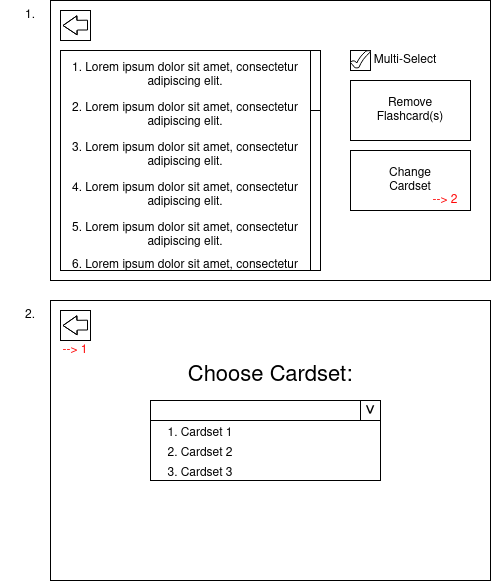 1.
1. Lorem ipsum dolor sit amet, consectetur
adipiscing elit.
2. Lorem ipsum dolor sit amet, consectetur
adipiscing elit.
3. Lorem ipsum dolor sit amet, consectetur
adipiscing elit.
4. Lorem ipsum dolor sit amet, consectetur
adipiscing elit.
5. Lorem ipsum dolor sit amet, consectetur
adipiscing elit.
6. Lorem ipsum dolor sit amet, consectetur
Multi-Select
Remove
Flashcard(s)
Change
Cardset
--> 2
2.
--> 1
Choose Cardset:
V
1. Cardset 1
2. Cardset 2
3. Cardset 3